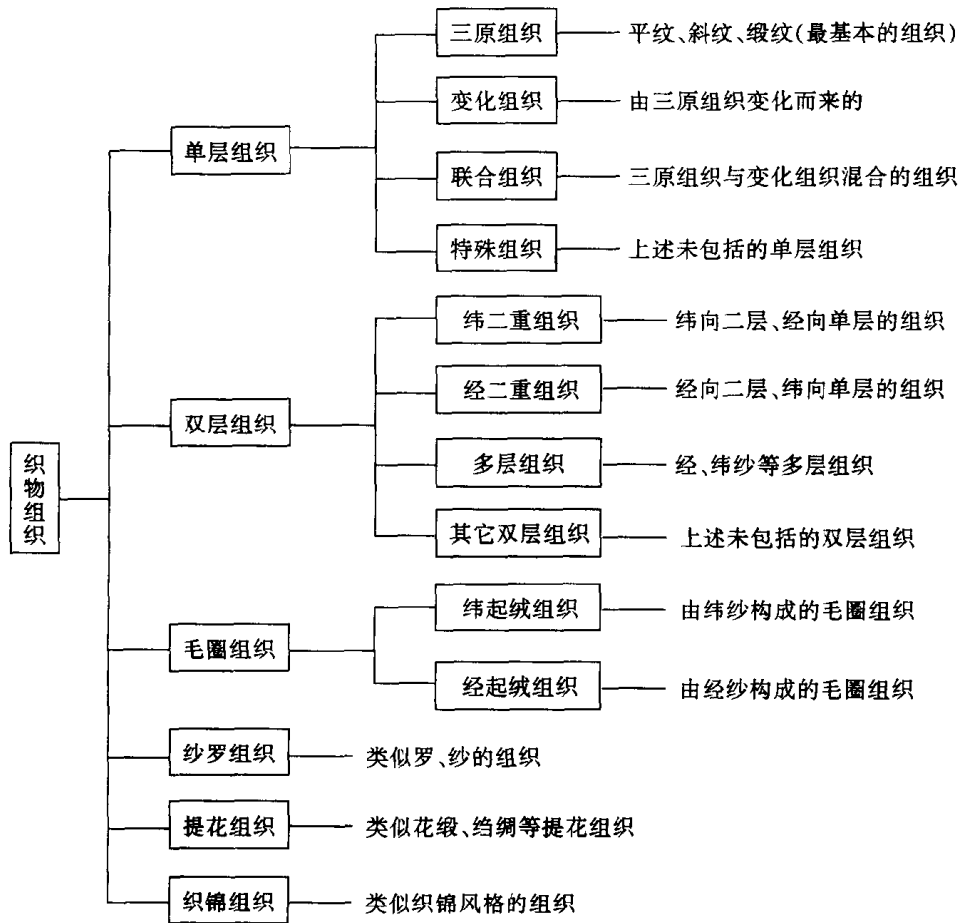 织物组织
单层组织
三原组织 平纹、斜纹、缎纹(最基本的组织)
变化组织 由三原组织变化而来的
联合组织 三原组织与变化组织混合的组织
特殊组织 上述未包括的单层组织
双层组织
纬二重组织 纬向二层、经向单层的组织
经二重组织 经向二层、纬向单层的组织
多层组织 经、纬纱等多层组织
其它双层组织 上述未包括的双层组织
毛圈组织
纬起绒组织 由纬纱构成的毛圈组织
经起绒组织 由经纱构成的毛圈组织
纱罗组织 类似罗、纱的组织
提花组织 类似花缎、绉绸等提花组织
织锦组织 类似织锦风格的组织